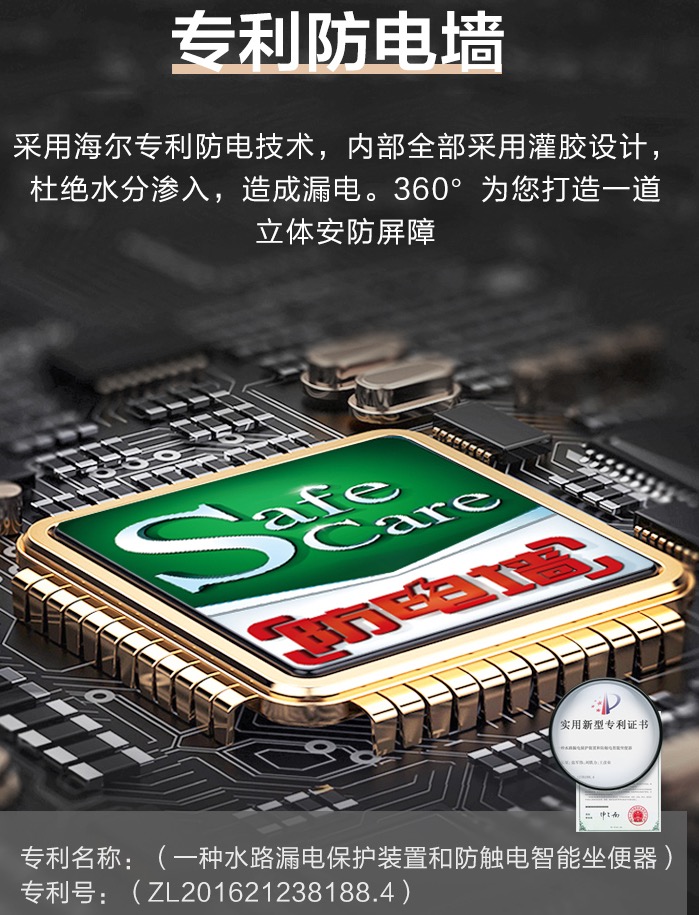 专利防电墙
采用海尔专利防电技术，内部全部采用灌胶设计，
杜绝水分渗入，造成漏电。360° 为您打造一道
立体安防屏障
Safe
Care
防电墙
实用新型专利证书
专利名称：（一种水路漏电保护装置和防触电智能坐便器）
专利号：（ZL201621238188.4）